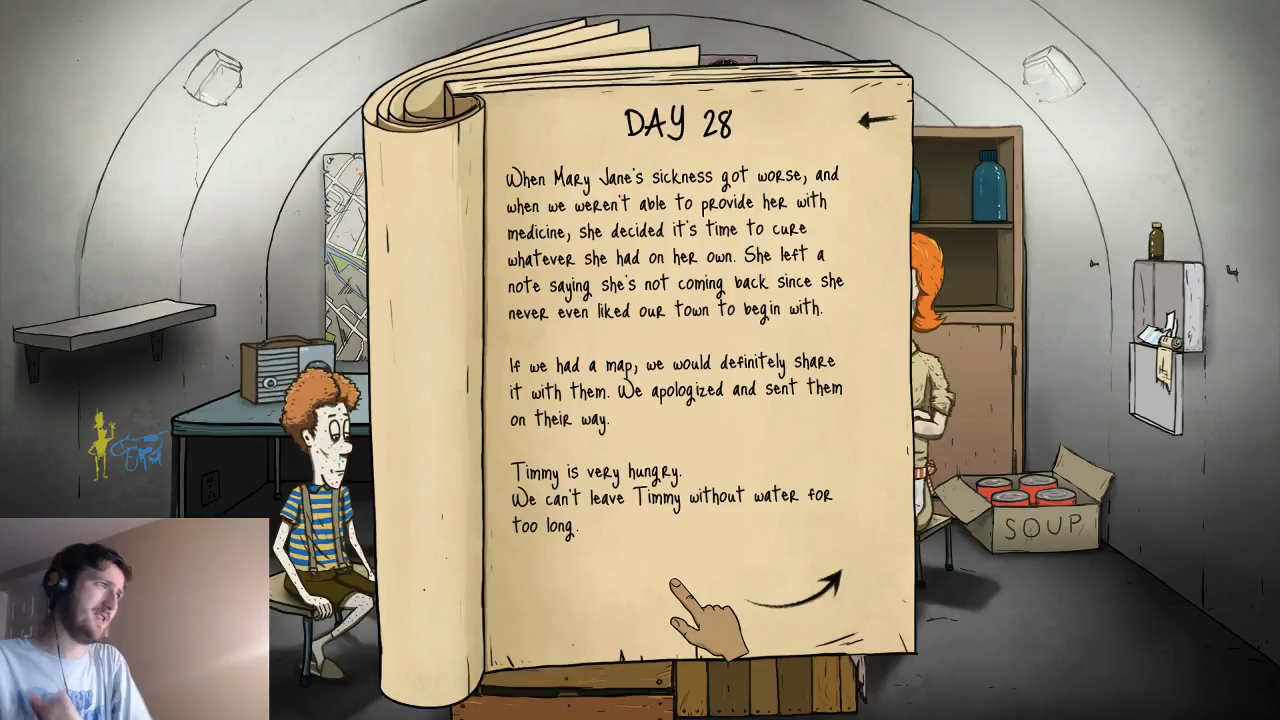 DAY 28
When Mary Jane's sickness got worse, and
when we weren't able to provide her with
medicine, she decided it's time to cure
whatever she had on her own. She left a
note saying she's not coming back since she
never even liked our town to begin with.
If we had a map, we would definitely share
it with them. We apologized and sent them
on their way.
Timmy is very hungry.
We can't leave Timmy without water for
too long.
SOUP